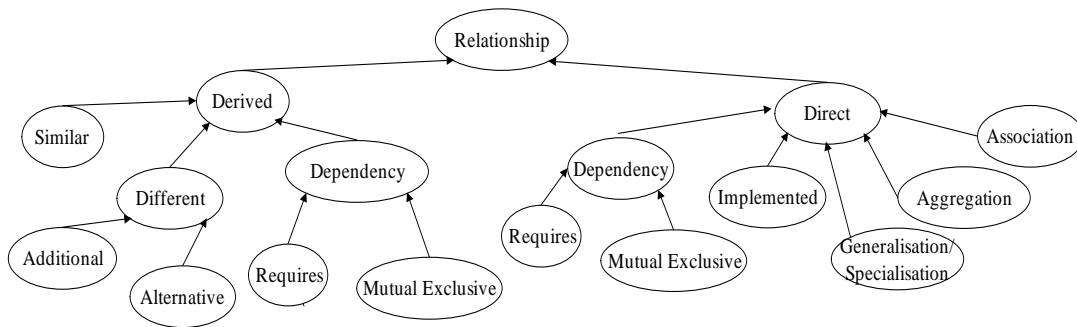 Relationship
Derived
Direct
Similar
Association
Dependency
Dependency
Different
Implemented
Aggregation
Requires
Additional
Generalisation/
Specialisation
Requires
Mutual Exclusive
Alternative
Mutual Exclusive